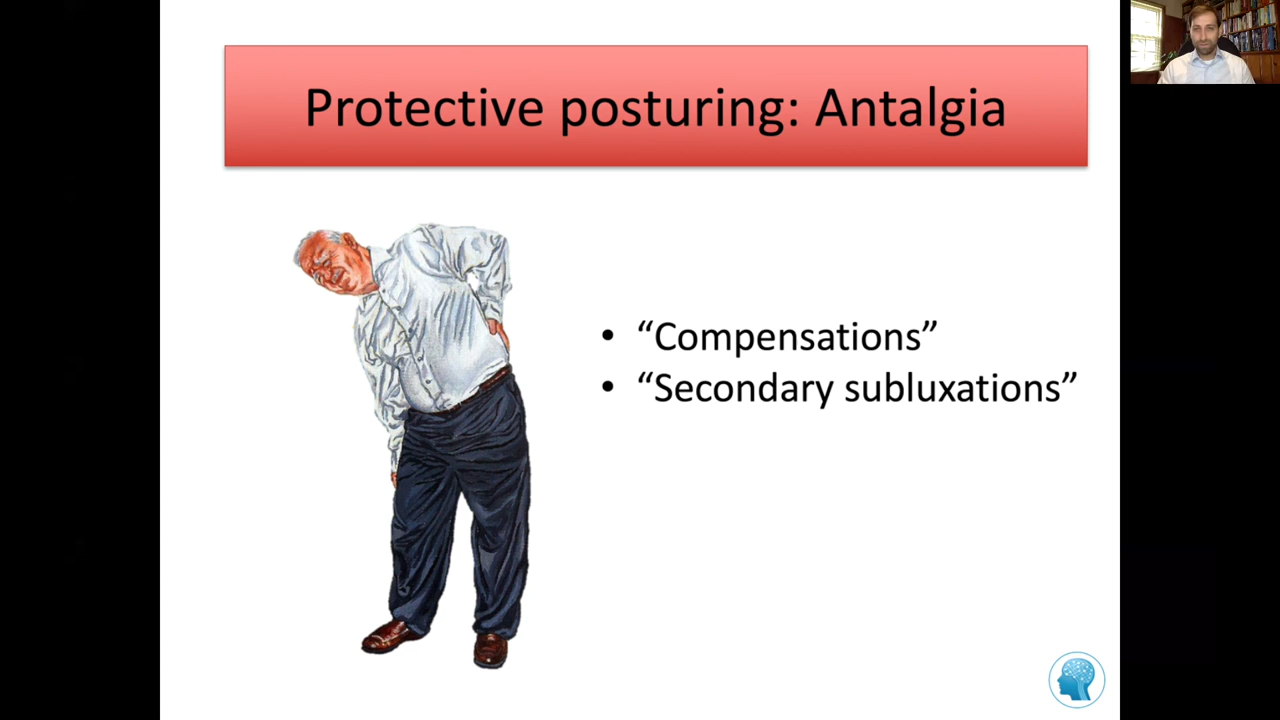 Protective posturing: Antalgia
• “Compensations”
• “Secondary subluxations”